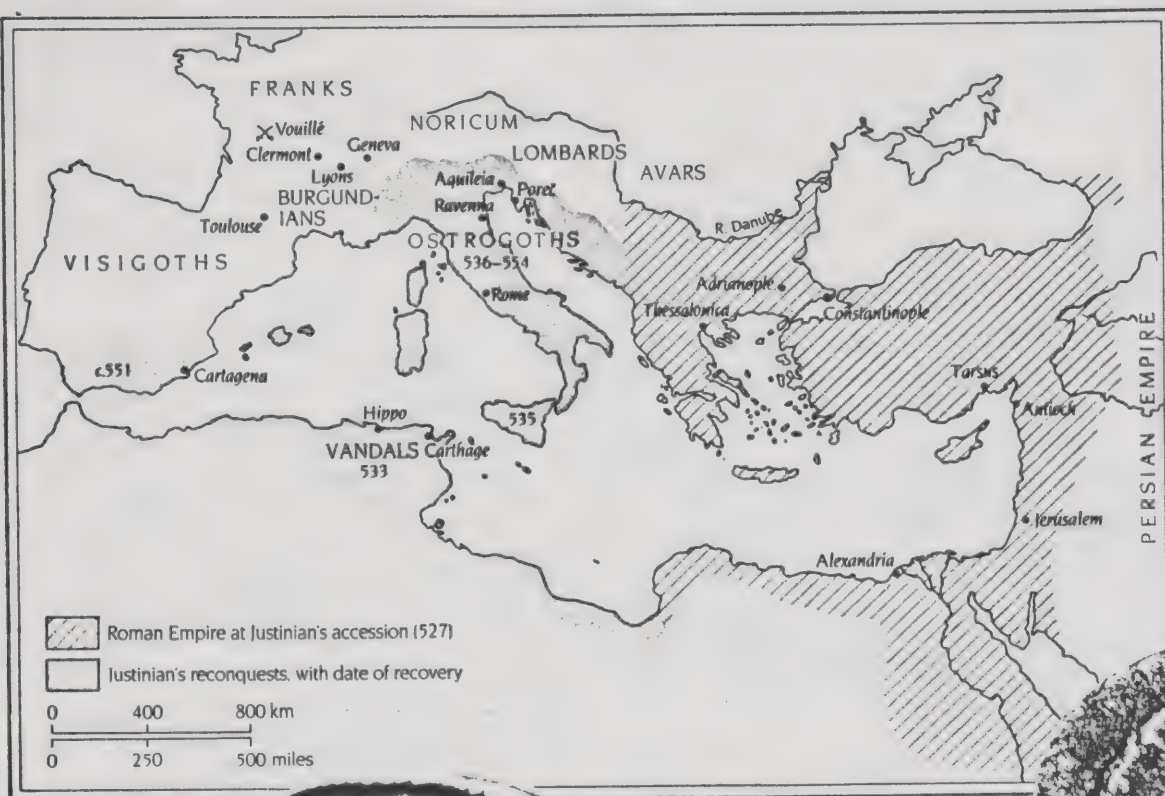 FRANKS
Vouillé
Clermont
Geneva
Lyons
BURGUND-
IANS
Toulouse
VISIGOTHS
c.551
Cartagena
NORICUM
LOMBARDS
AVARS
Aquileia
Poreč
Ravenna
OSTROGOTHS
536–554
Rome
R. Danube
Adrianople
Thessalonica
Constantinople
Tarsus
Antioch
PERSIAN EMPIRE
Hippo
VANDALS
533
Carthage
535
Jerusalem
Alexandria
Roman Empire at Justinian's accession (527)
Justinian's reconquests, with date of recovery
0 400 800 km
0 250 500 miles